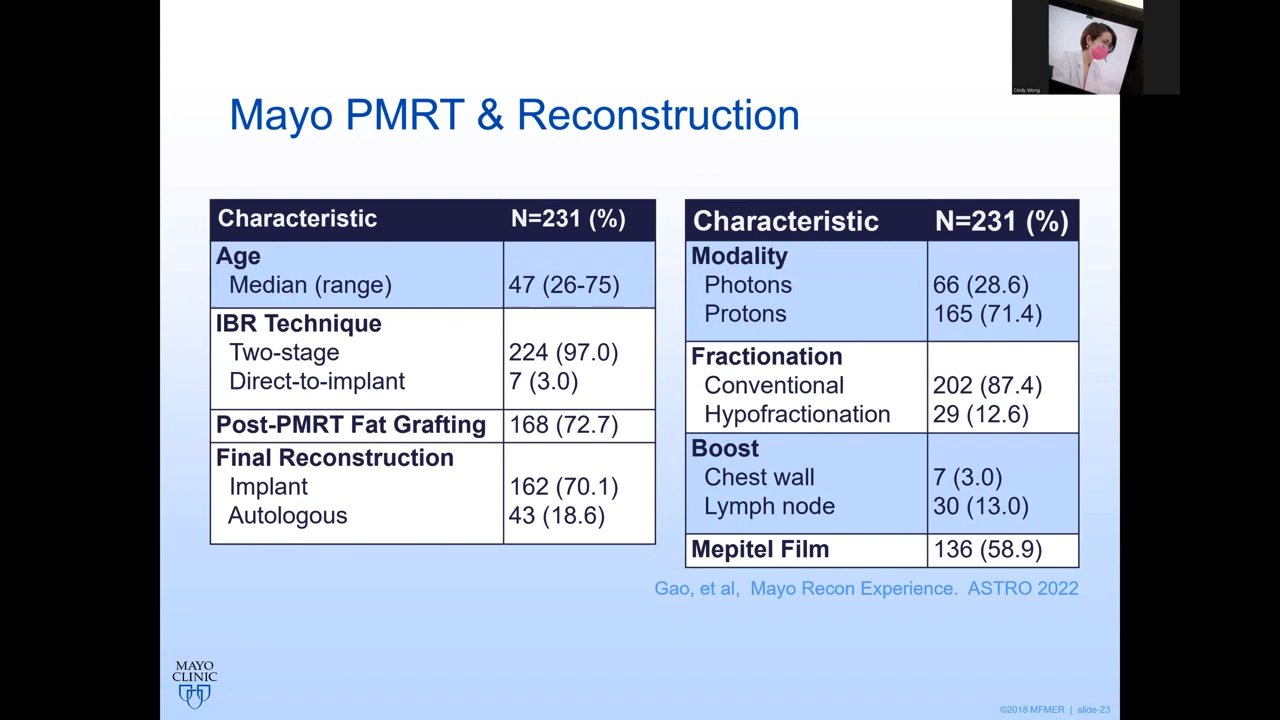 Cindy Wong
Mayo PMRT & Reconstruction
Characteristic N=231 (%)
Age
Median (range) 47 (26-75)
IBR Technique
Two-stage 224 (97.0)
Direct-to-implant 7 (3.0)
Post-PMRT Fat Grafting 168 (72.7)
Final Reconstruction
Implant 162 (70.1)
Autologous 43 (18.6)
Characteristic N=231 (%)
Modality
Photons 66 (28.6)
Protons 165 (71.4)
Fractionation
Conventional 202 (87.4)
Hypofractionation 29 (12.6)
Boost
Chest wall 7 (3.0)
Lymph node 30 (13.0)
Mepitel Film 136 (58.9)
Gao, et al, Mayo Recon Experience. ASTRO 2022
MAYO
CLINIC
©2018 MFMER | slide-23